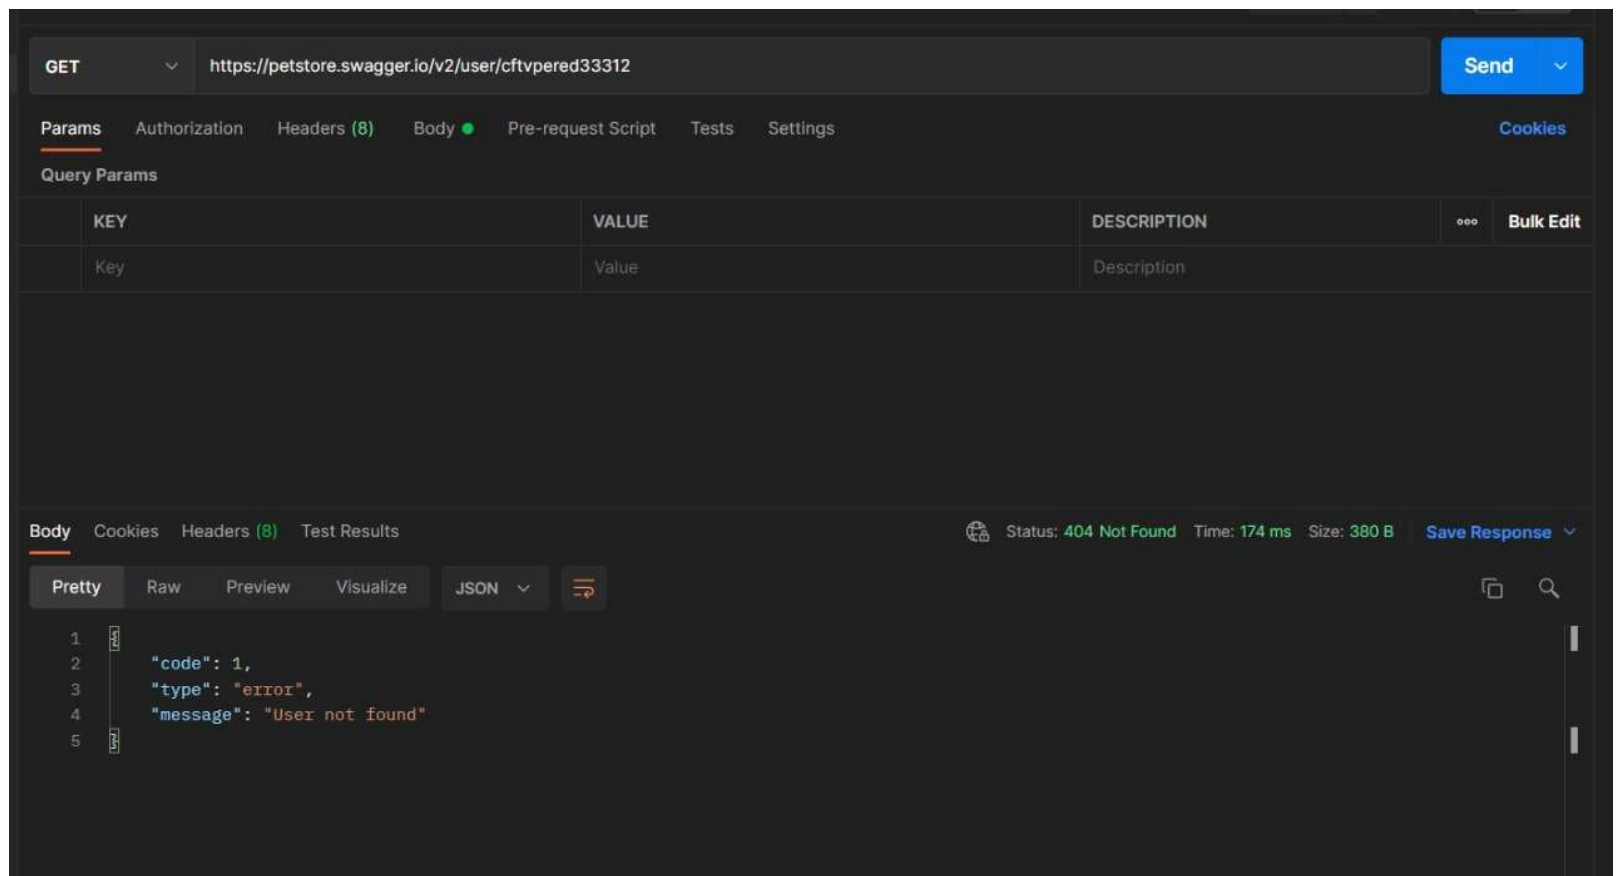 GET https://petstore.swagger.io/v2/user/cftvpered33312 Send
Params Authorization Headers (8) Body Pre-request Script Tests Settings Cookies
Query Params
KEY VALUE DESCRIPTION ooo Bulk Edit
Key Value Description
Body Cookies Headers (8) Test Results Status: 404 Not Found Time: 174 ms Size: 380 B Save Response
Pretty Raw Preview Visualize JSON
1 {
2 "code": 1,
3 "type": "error",
4 "message": "User not found"
5 }